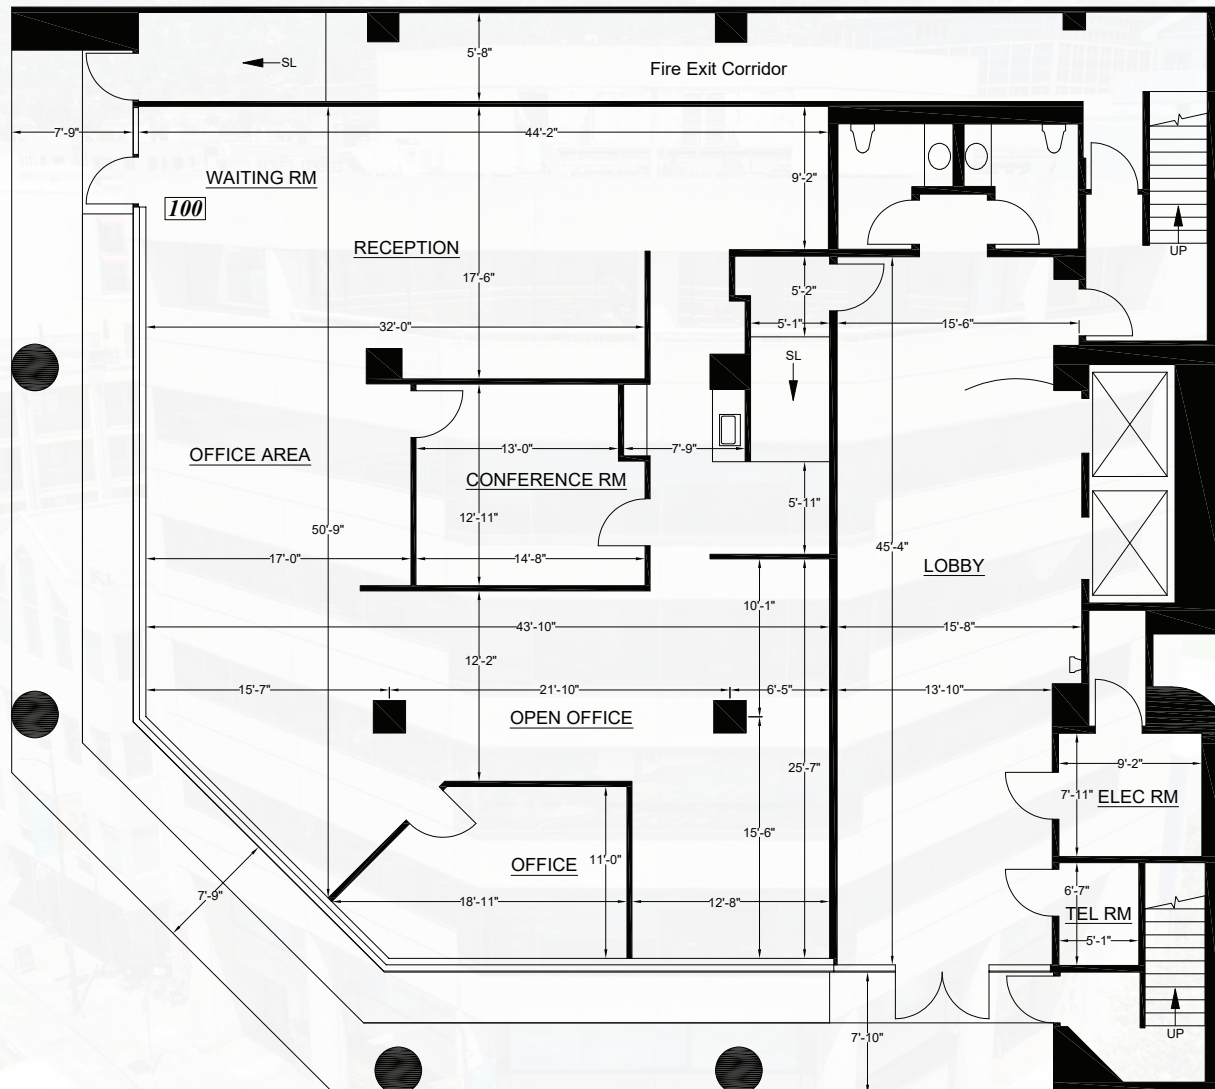 5'-8"
SL
Fire Exit Corridor
7'-9"
44'-2"
WAITING RM
9'-2"
100
RECEPTION
UP
17'-6"
5'-2"
32'-0"
5'-1"
15'-6"
SL
13'-0"
7'-9"
OFFICE AREA
CONFERENCE RM
5'-11"
12'-11"
50'-9"
45'-4"
17'-0"
14'-8"
LOBBY
10'-1"
43'-10"
15'-8"
12'-2"
15'-7"
21'-10"
6'-5"
13'-10"
OPEN OFFICE
25'-7"
9'-2"
7'-11"
ELEC RM
15'-6"
11'-0"
OFFICE
7'-9"
18'-11"
12'-8"
6'-7"
TEL RM
5'-1"
UP
7'-10"